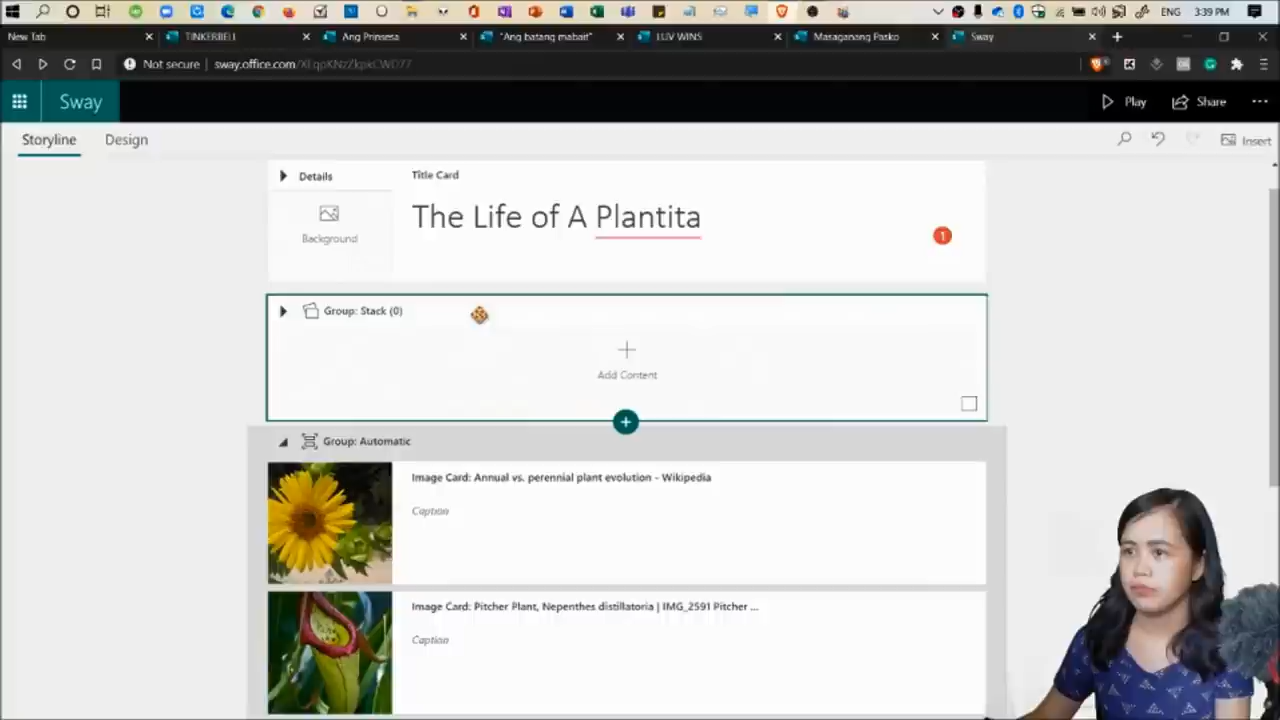 ENG 3:39 PM
New Tab
TINKERBELL
Ang Prinsesa
"Ang batang mabait"
LUV WINS
Masaganang Pasko
Sway
Not secure
Sway
Play
Share
Storyline
Design
Insert
Details
Title Card
The Life of A Plantita
Background
1
Group: Stack (0)
Add Content
Group: Automatic
Image Card: Annual vs. perennial plant evolution - Wikipedia
Caption
Image Card: Pitcher Plant, Nepenthes distillatoria | IMG_2591 Pitcher ...
Caption